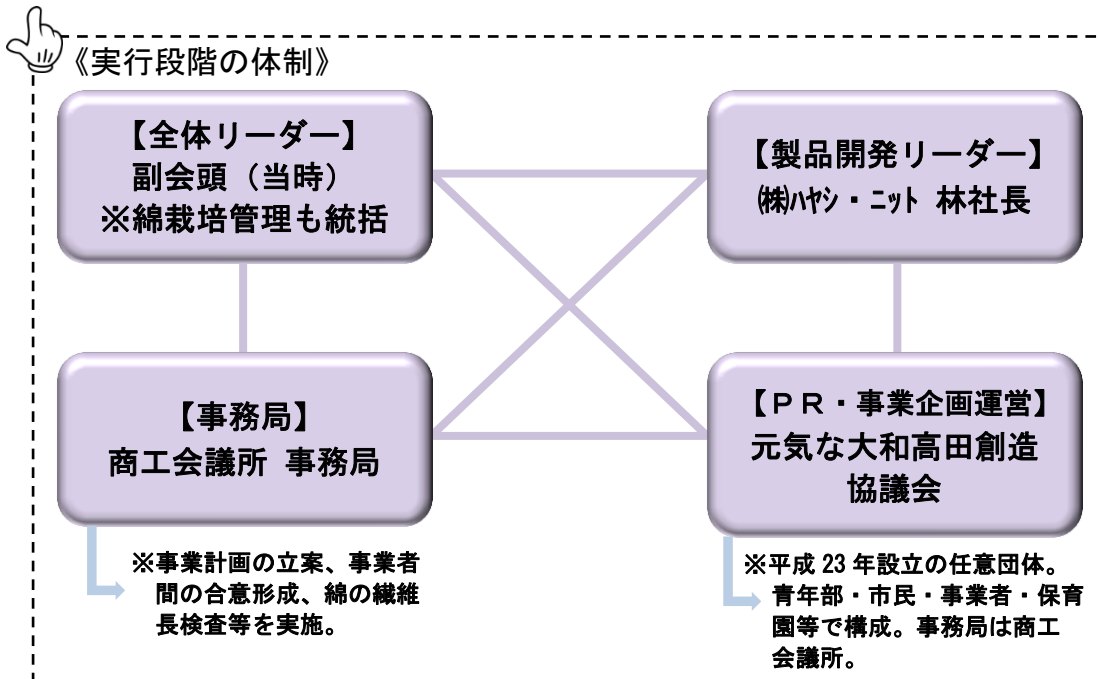 《実行段階の体制》
【全体リーダー】
副会頭（当時）
※綿栽培管理も統括
【製品開発リーダー】
㈱ﾊﾔｼ・ﾆｯﾄ 林社長
【事務局】
商工会議所 事務局
【ＰＲ・事業企画運営】
元気な大和高田創造
協議会
※事業計画の立案、事業者
間の合意形成、綿の繊維
長検査等を実施。
※平成 23 年設立の任意団体。
青年部・市民・事業者・保育
園等で構成。事務局は商工
会議所。